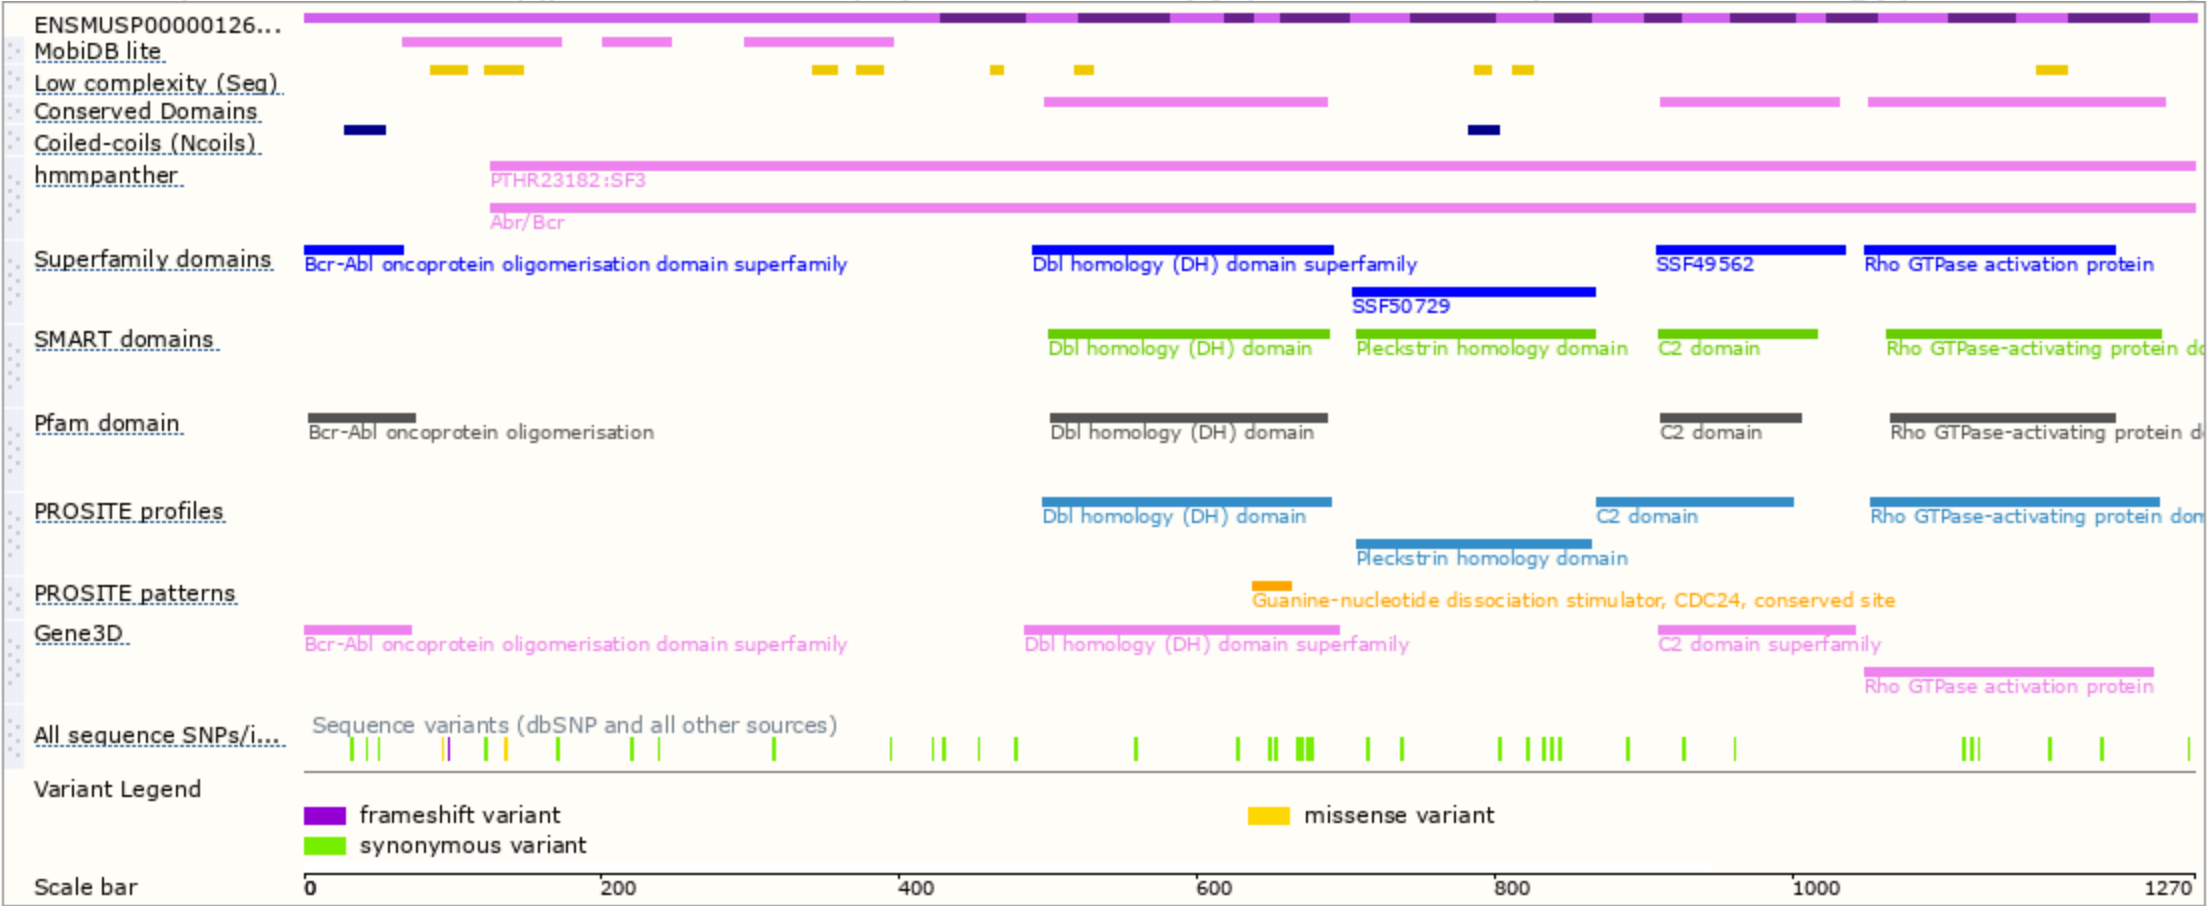 ENSMUSP00000126...
MobiDB lite
Low complexity (Seg)
Conserved Domains
Coiled-coils (Ncoils)
hmmpanther
PTHR23182:SF3
Abr/Bcr
Superfamily domains
Bcr-Abl oncoprotein oligomerisation domain superfamily
Dbl homology (DH) domain superfamily
SSF49562
Rho GTPase activation protein
SSF50729
SMART domains
Dbl homology (DH) domain
Pleckstrin homology domain
C2 domain
Rho GTPase-activating protein do
Pfam domain
Bcr-Abl oncoprotein oligomerisation
Dbl homology (DH) domain
C2 domain
Rho GTPase-activating protein d
PROSITE profiles
Dbl homology (DH) domain
C2 domain
Rho GTPase-activating protein dom
Pleckstrin homology domain
PROSITE patterns
Guanine-nucleotide dissociation stimulator, CDC24, conserved site
Gene3D
Bcr-Abl oncoprotein oligomerisation domain superfamily
Dbl homology (DH) domain superfamily
C2 domain superfamily
Rho GTPase activation protein
Sequence variants (dbSNP and all other sources)
All sequence SNPs/i...
Variant Legend
frameshift variant
missense variant
synonymous variant
Scale bar
0 200 400 600 800 1000 1270